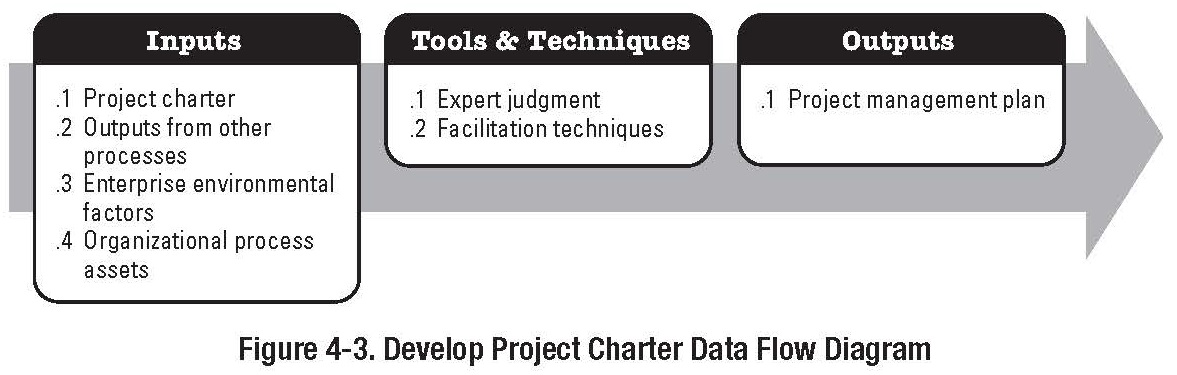 Inputs
.1 Project charter
.2 Outputs from other
processes
.3 Enterprise environmental
factors
.4 Organizational process
assets
Tools & Techniques
.1 Expert judgment
.2 Facilitation techniques
Outputs
.1 Project management plan
Figure 4-3. Develop Project Charter Data Flow Diagram